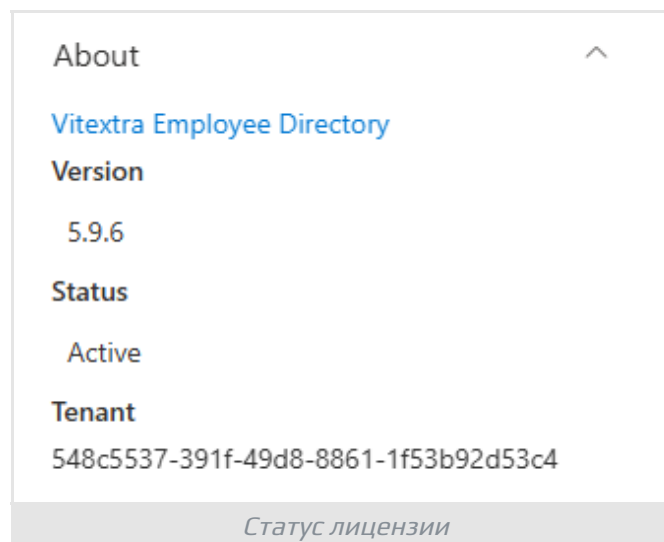 About
Vitextra Employee Directory
Version
5.9.6
Status
Active
Tenant
548c5537-391f-49d8-8861-1f53b92d53c4
Статус лицензии